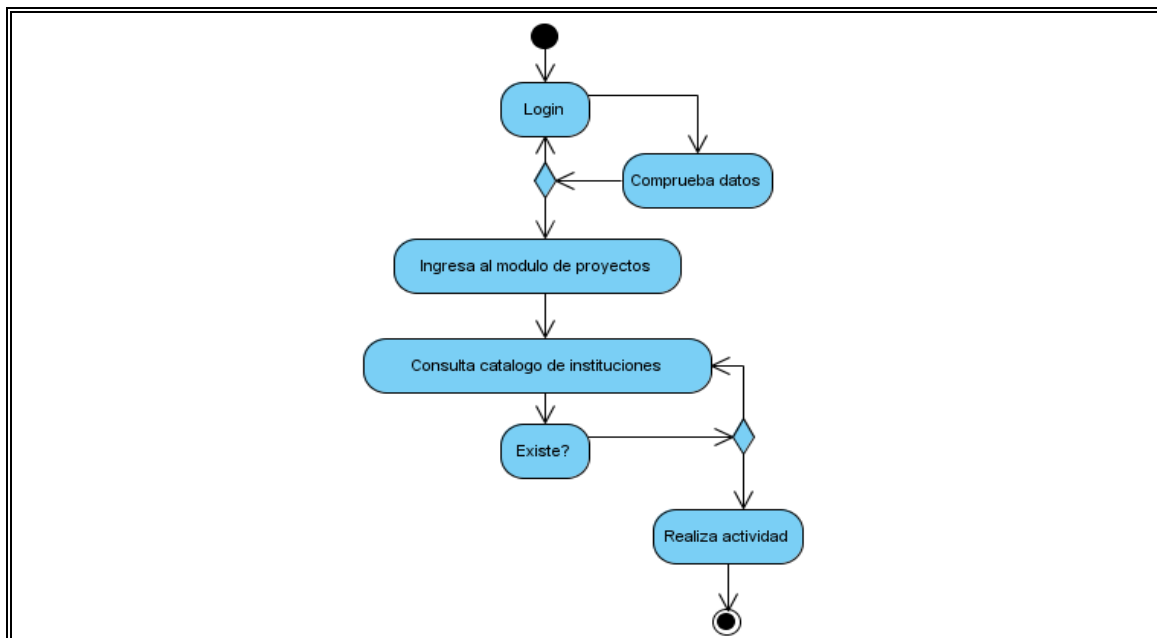 Login
Comprueba datos
Ingresa al modulo de proyectos
Consulta catalogo de instituciones
Existe?
Realiza actividad